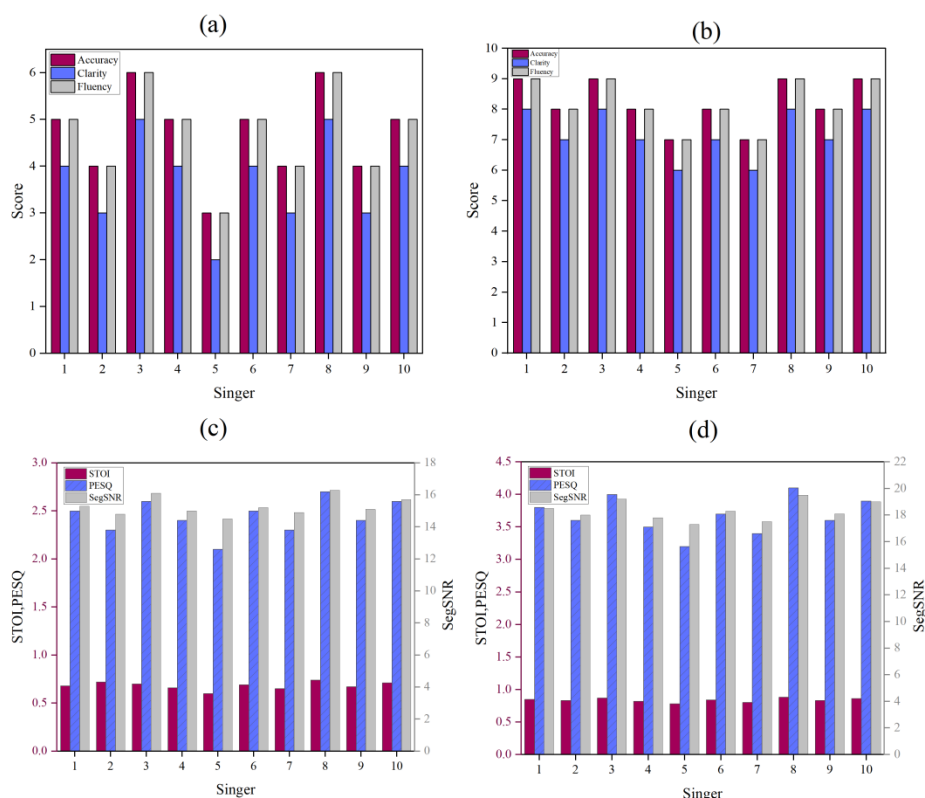 (a)
Accuracy
Clarity
Fluency
6
5
4
3
2
1
0
Score
1 2 3 4 5 6 7 8 9 10
Singer
(b)
Accuracy
Clarity
Fluency
10
9
8
7
6
5
4
3
2
1
0
Score
1 2 3 4 5 6 7 8 9 10
Singer
(c)
STOI
PESQ
SegSNR
3.0
2.5
2.0
1.5
1.0
0.5
0.0
STOI,PESQ
18
16
14
12
10
8
6
4
2
0
SegSNR
1 2 3 4 5 6 7 8 9 10
Singer
(d)
STOI
PESQ
SegSNR
4.5
4.0
3.5
3.0
2.5
2.0
1.5
1.0
0.5
0.0
STOI,PESQ
22
20
18
16
14
12
10
8
6
4
2
0
SegSNR
1 2 3 4 5 6 7 8 9 10
Singer